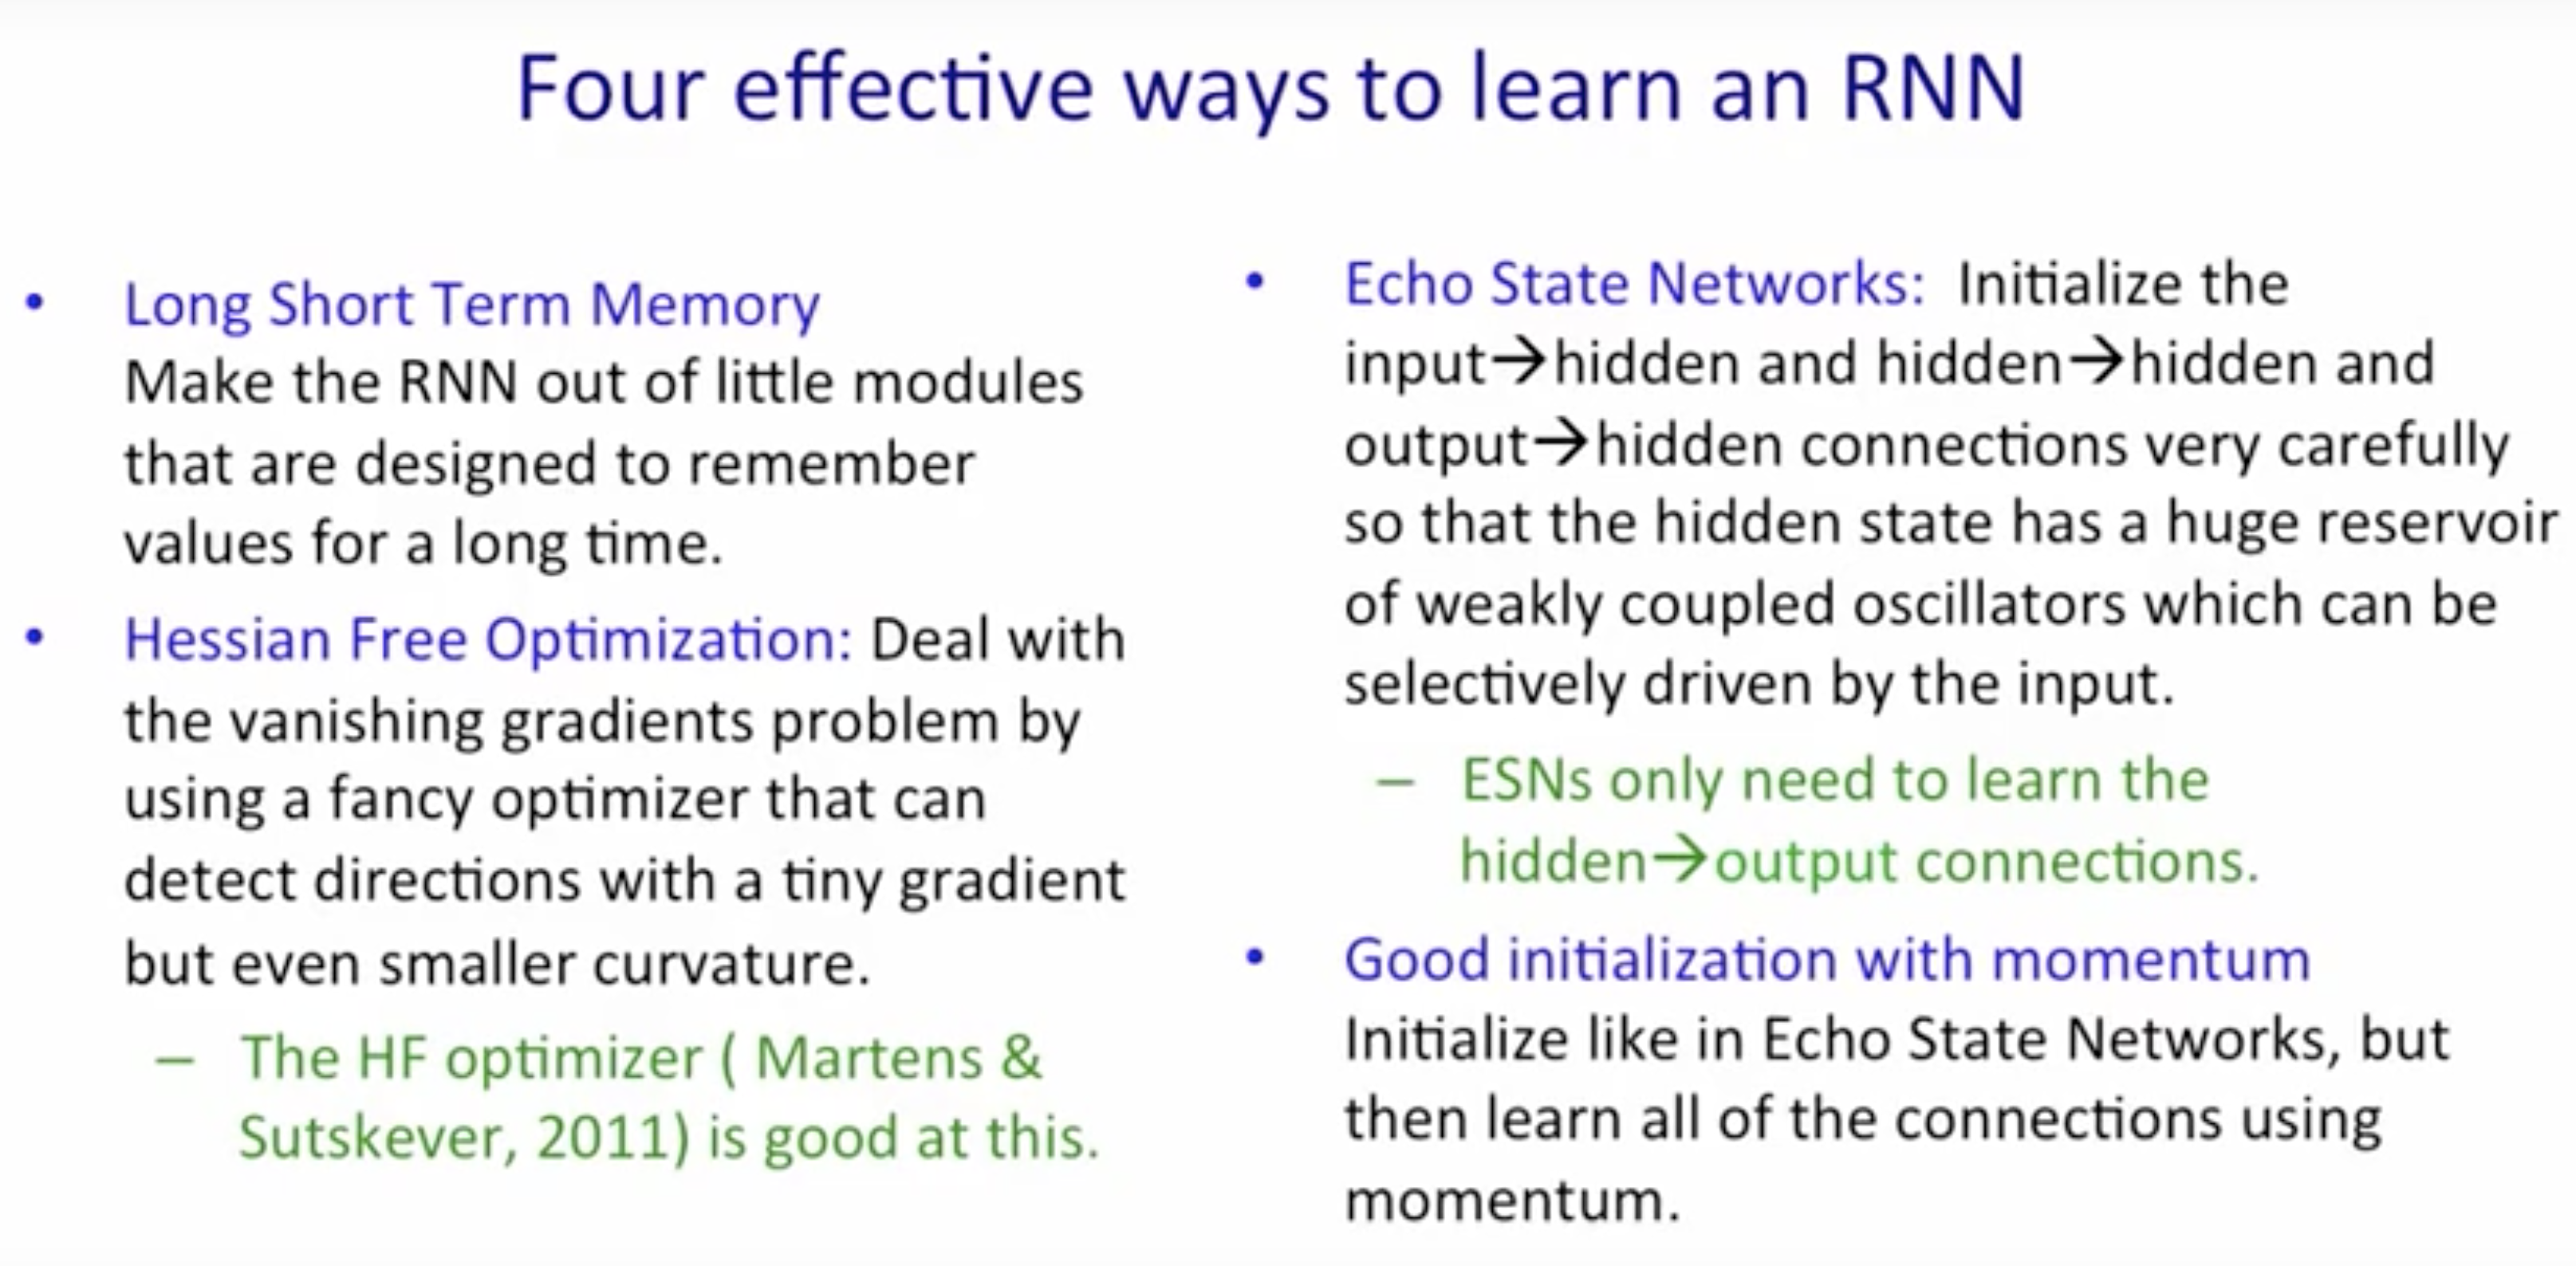 Four effective ways to learn an RNN
• Long Short Term Memory
Make the RNN out of little modules
that are designed to remember
values for a long time.
• Hessian Free Optimization: Deal with
the vanishing gradients problem by
using a fancy optimizer that can
detect directions with a tiny gradient
but even smaller curvature.
– The HF optimizer ( Martens &
Sutskever, 2011) is good at this.
• Echo State Networks: Initialize the
input→hidden and hidden→hidden and
output→hidden connections very carefully
so that the hidden state has a huge reservoir
of weakly coupled oscillators which can be
selectively driven by the input.
– ESNs only need to learn the
hidden→output connections.
• Good initialization with momentum
Initialize like in Echo State Networks, but
then learn all of the connections using
momentum.